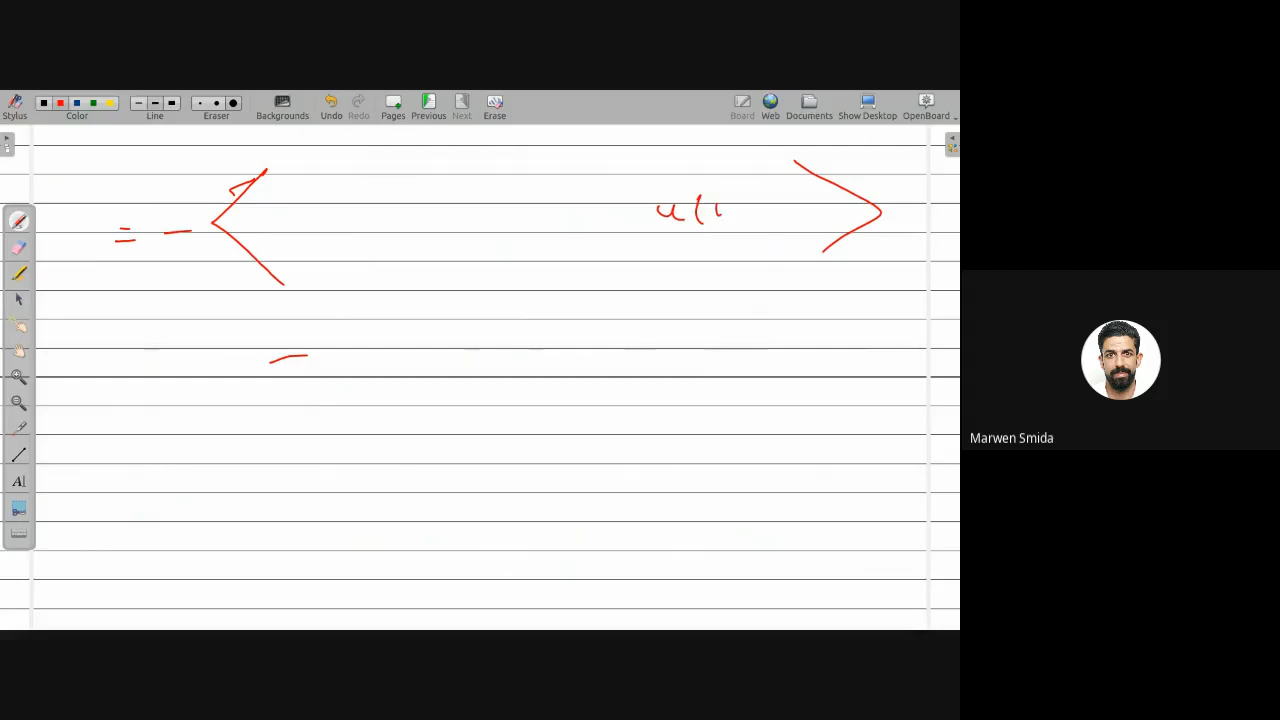 Stylus Color Line Eraser Backgrounds Undo Redo Pages Previous Next Erase Board Web Documents Show Desktop OpenBoard
= - < u(1 >
-
Marwen Smida